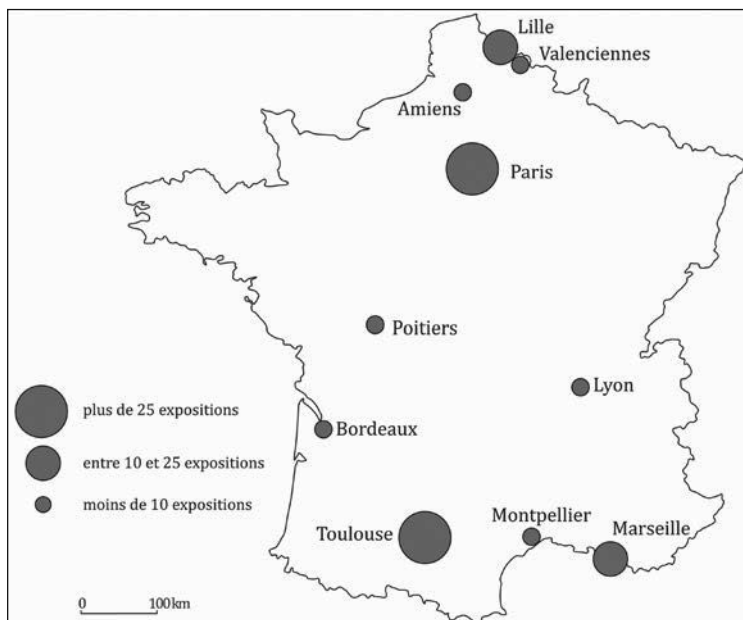 Lille
Valenciennes
Amiens
Paris
Poitiers
Lyon
plus de 25 expositions
Bordeaux
entre 10 et 25 expositions
moins de 10 expositions
Montpellier
Toulouse
Marseille
0 100km